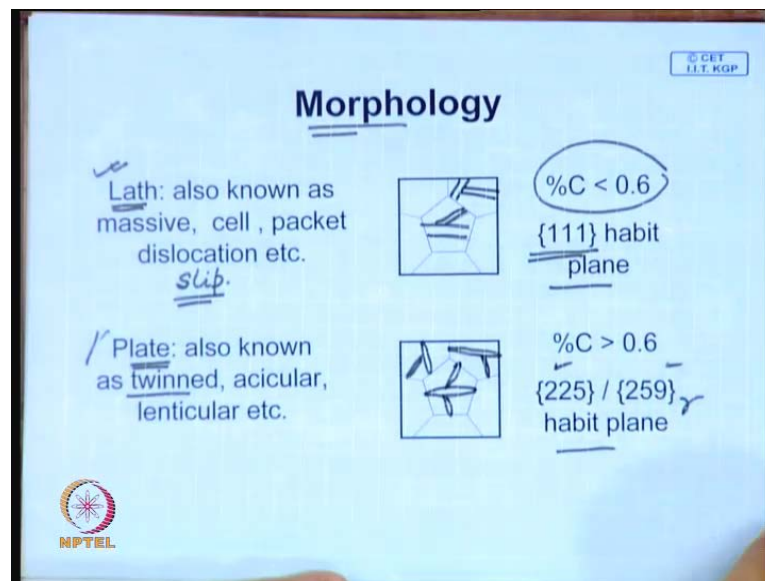 © CET
I.I.T. KGP
Morphology
Lath: also known as
massive, cell , packet
dislocation etc.
slip.
%C < 0.6
{111} habit
plane
Plate: also known
as twinned, acicular,
lenticular etc.
%C > 0.6
{225} / {259}γ
habit plane
NPTEL